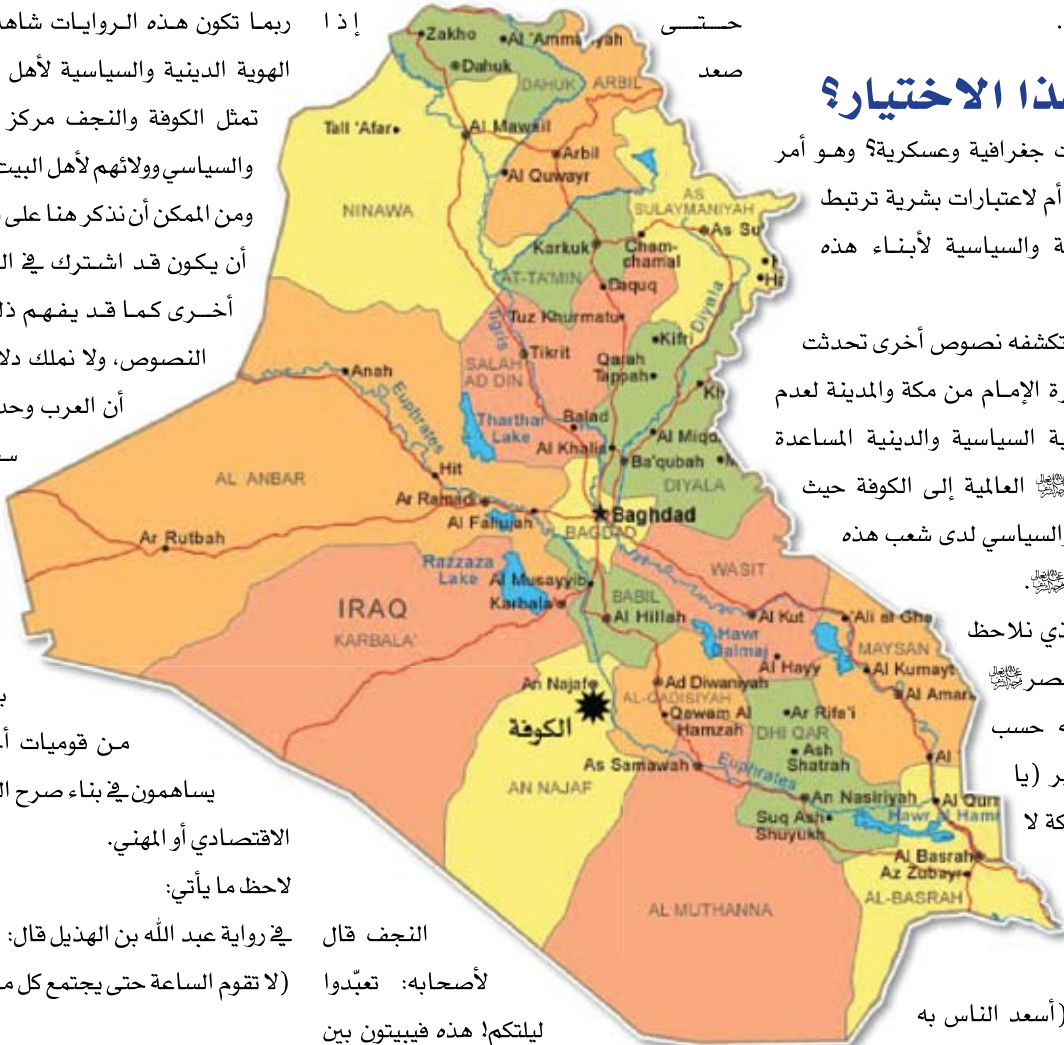 حتى إذا
صعد
ذا الاختيار؟
ت جغرافية وعسكرية؟ وهو أمر
أم لاعتبارات بشرية ترتبط
ة والسياسية لأبناء هذه
تكشفه نصوص أخرى تحدثت
رة الإمام من مكة والمدينة لعدم
ية السياسية والدينية المساعدة
العالمية إلى الكوفة حيث
السياسي لدى شعب هذه
ذي نلاحظ
صر
ه حسب
ير (يا
كة لا
(أسعد الناس به
النجف قال
لأصحابه: تعبّدوا
ليلتكم! هذه فيبيتون بين
ربما تكون هذه الروايات شاهد
الهوية الدينية والسياسية لأهل
تمثل الكوفة والنجف مركز
والسياسي وولائهم لأهل البيت
ومن الممكن أن نذكر هنا على
أن يكون قد اشترك في ال
أخرى كما قد يفهم ذل
النصوص، ولا نملك دلا
أن العرب وحد
من قوميات أ
يساهمون في بناء صرح ال
الاقتصادي أو المهني.
لاحظ ما يأتي:
في رواية عبد الله بن الهذيل قال:
(لا تقوم الساعة حتى يجتمع كل م
Zakho
Al 'Ammadiyah
Dahuk
DAHUK
ARBIL
Tall 'Afar
Al Mawsil
Arbil
Al Quwayr
NINAWA
AS
SULAYMANIYAH
As Su
Karkuk
Cham-
chamal
Ha
AT-TA'MIN
Daquq
Tuz Khurmatu
Diyala
Tigris
Kifri
Tikrit
SALAH
AD DIN
Qarah
Tappah
Anah
Euphrates
Kh
Tharthar
Lake
Balad
Al Khalis
Al Miqd
Hit
Ba'qubah
M
AL ANBAR
DIYALA
Ar Ramadi
Baghdad
Al Fallujah
BAGDAD
Ar Rutbah
Razzaza
Lake
WASIT
Al Musayyib
BABIL
IRAQ
Karbala'
Al Hillah
Al Kut
'Ali al Gha
KARBALA'
Hawr
Dalmaj
MAYSAN
Al Hayy
Al Kumayt
An Najaf
Ad Diwaniyah
Al Amara
AL-QADISIYAH
الكوفة
Qawam Al
Hamzah
Ar Rifa'i
DHI QAR
Ash
Shatrah
Al
As Samawah
Euphrates
AN NAJAF
An Nasiriyah
Al Qurn
Suq Ash
Shuyukh
Hawr al Hamm
Al Basrah
Az Zubayr
AL-BASRAH
AL MUTHANNA